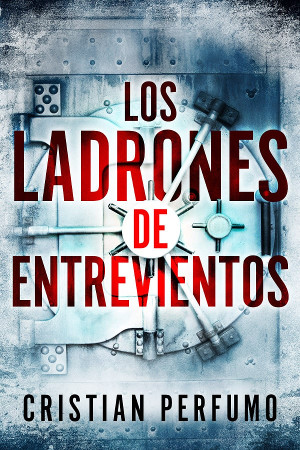 LOS
LADRONES
DE
ENTREVIENTOS
CRISTIAN PERFUMO